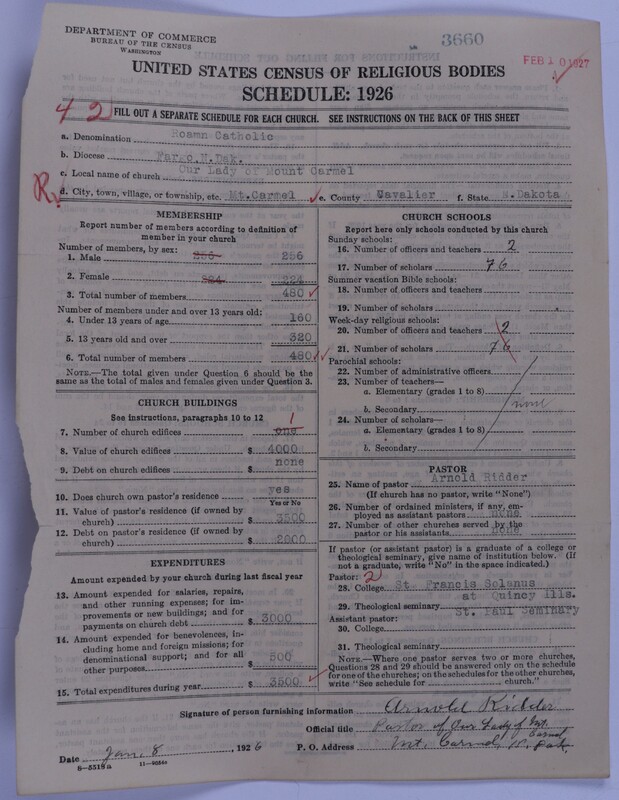 DEPARTMENT OF COMMERCE
BUREAU OF THE CENSUS
WASHINGTON
3660
FEB 10 1927
UNITED STATES CENSUS OF RELIGIOUS BODIES
SCHEDULE: 1926
42
FILL OUT A SEPARATE SCHEDULE FOR EACH CHURCH. SEE INSTRUCTIONS ON THE BACK OF THIS SHEET
a. Denomination Roamn Catholic
b. Diocese Fargo,N.Dak.
c. Local name of church Our Lady of Mount Carmel
R
d. City, town, village, or township, etc. Mt.Carmel e. County Cavalier f. State N.Dakota
MEMBERSHIP
Report number of members according to definition of
member in your church
Number of members, by sex:
1. Male 256 256
2. Female 224 224
3. Total number of members 480
Number of members under and over 13 years old:
4. Under 13 years of age 160
5. 13 years old and over 320
6. Total number of members 480
NOTE.—The total given under Question 6 should be the
same as the total of males and females given under Question 3.
CHURCH BUILDINGS
See instructions, paragraphs 10 to 12
7. Number of church edifices one 1
8. Value of church edifices $ 4000
9. Debt on church edifices $ none
10. Does church own pastor's residence yes
Yes or No
11. Value of pastor's residence (if owned by
church) $ 3500
12. Debt on pastor's residence (if owned by
church) $ 2000
EXPENDITURES
Amount expended by your church during last fiscal year
13. Amount expended for salaries, repairs,
and other running expenses; for im-
provements or new buildings; and for
payments on church debt $ 3000
14. Amount expended for benevolences, in-
cluding home and foreign missions; for
denominational support; and for all
other purposes $ 500
15. Total expenditures during year $ 3500
CHURCH SCHOOLS
Report here only schools conducted by this church
Sunday schools:
16. Number of officers and teachers 2
17. Number of scholars 76
Summer vacation Bible schools:
18. Number of officers and teachers
19. Number of scholars
Week-day religious schools:
20. Number of officers and teachers 2
21. Number of scholars 76
Parochial schools:
22. Number of administrative officers
23. Number of teachers—
a. Elementary (grades 1 to 8)
b. Secondary none
24. Number of scholars—
a. Elementary (grades 1 to 8)
b. Secondary
PASTOR
25. Name of pastor Arnold Ridder
(If church has no pastor, write "None")
26. Number of ordained ministers, if any, em-
ployed as assistant pastors none
27. Number of other churches served by the
pastor or his assistants none
If pastor (or assistant pastor) is a graduate of a college or
theological seminary, give name of institution below. (If
not a graduate, write "No" in the space indicated.)
Pastor: 2
28. College St. Francis Solanus
at Quincy Ills.
29. Theological seminary St. Paul Seminary
Assistant pastor:
30. College
31. Theological seminary
NOTE.—Where one pastor serves two or more churches,
Questions 28 and 29 should be answered only on the schedule
for one of the churches; on the schedules for the other churches,
write "See schedule for church."
Signature of person furnishing information Arnold Ridder
Official title Pastor of Our Lady of Mt. Carmel
Date Jan. 8, 1926 P. O. Address Mt. Carmel, N. Dak.
8-5518a 11-9354a